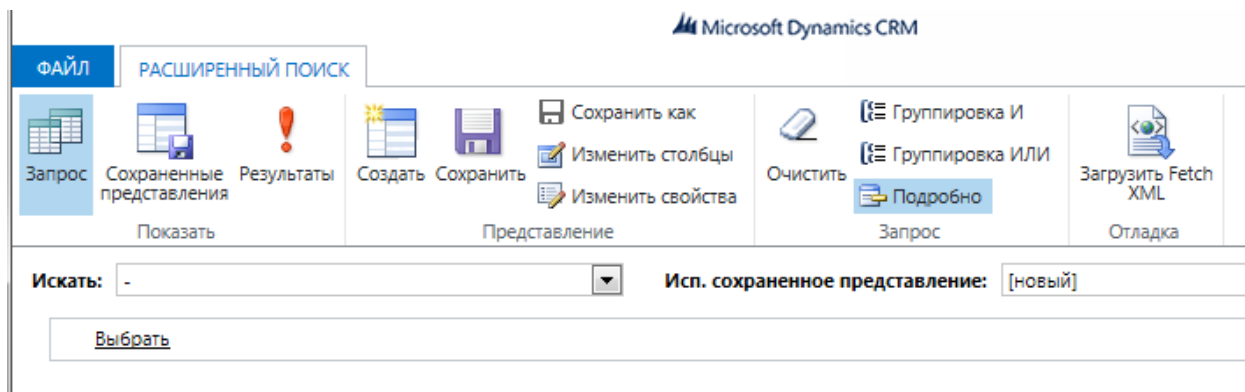 Microsoft Dynamics CRM
ФАЙЛ РАСШИРЕННЫЙ ПОИСК
Запрос
Сохраненные
представления
Результаты
Создать
Сохранить
Сохранить как
Изменить столбцы
Изменить свойства
Очистить
Группировка И
Группировка ИЛИ
Подробно
Загрузить Fetch
XML
Показать
Представление
Запрос
Отладка
Искать: -
Исп. сохраненное представление: [новый]
Выбрать